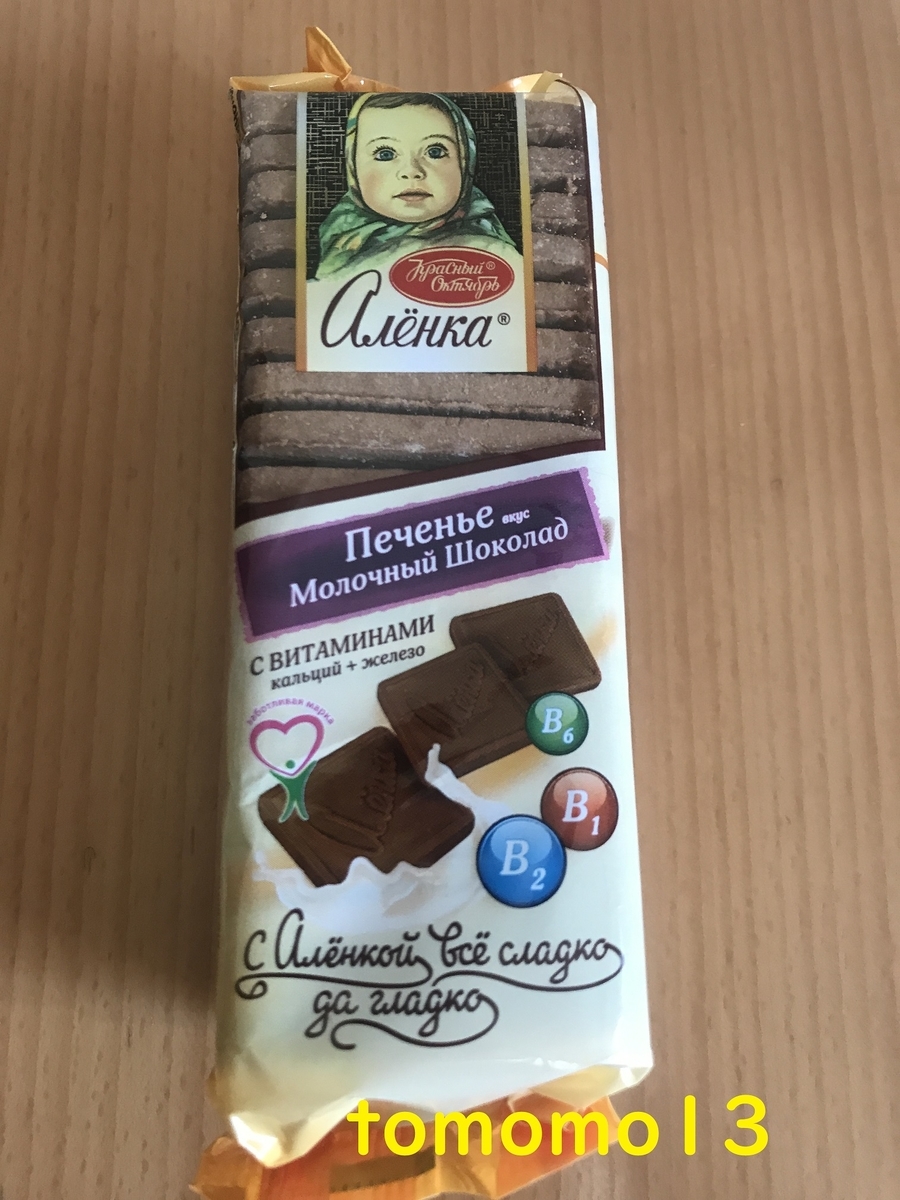 Красный®
Октябрь
Алёнка®
Печенье вкус
Молочный Шоколад
С ВИТАМИНАМИ
кальций + железо
заботливая марка
B6
B1
B2
с Алёнкой всё сладко
да гладко
tomomo13